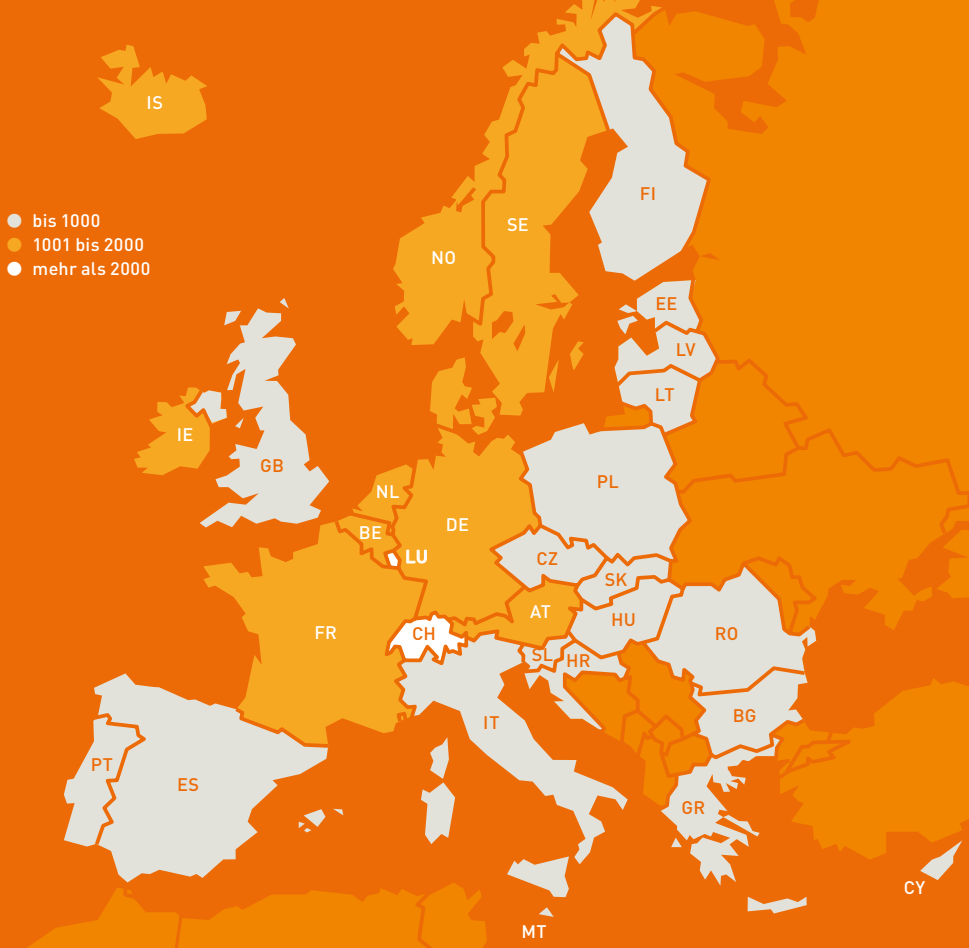 IS
FI
SE
bis 1000
1001 bis 2000
mehr als 2000
NO
EE
LV
LT
IE
GB
PL
NL
DE
BE
LU
CZ
SK
AT
HU
FR
CH
RO
SL
HR
BG
IT
PT
ES
GR
CY
MT